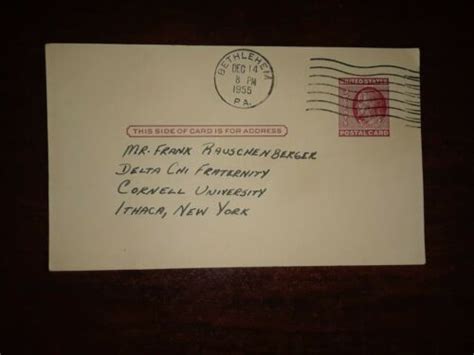 BETHLEHEM
DEC 14
8 PM
1955
PA.
UNITED STATES
POSTAL CARD
THIS SIDE OF CARD IS FOR ADDRESS
MR. FRANK RAUSCHENBERGER
DELTA CHI FRATERNITY
CORNELL UNIVERSITY
ITHACA, NEW YORK